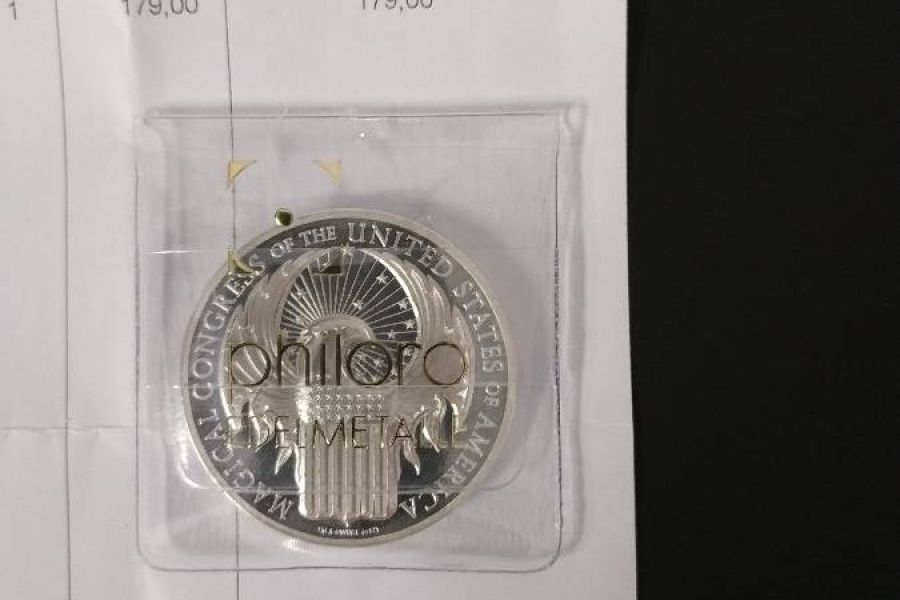 1 179,00 179,00
MAGICAL CONGRESS OF THE UNITED STATES OF AMERICA
philoro
EDELMETALLE